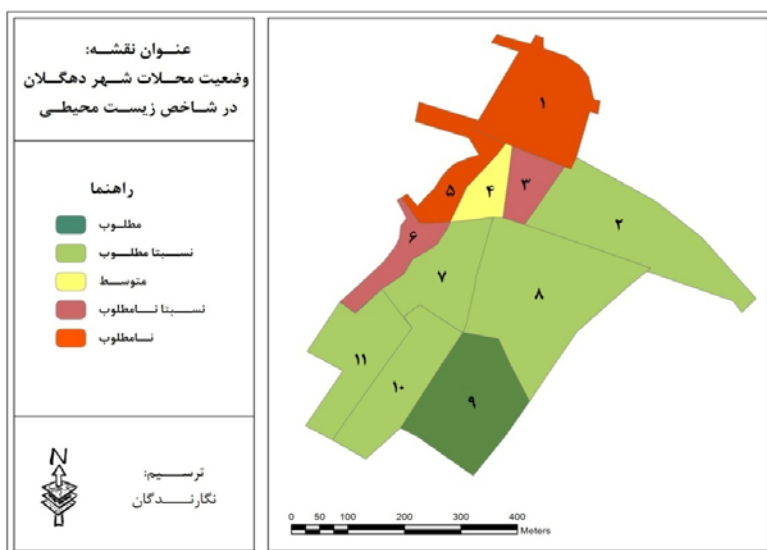 عنوان نقشه:
وضعیت محلات شهر دهگلان
در شاخص زیست محیطی
راهنما
مطلوب
نسبتا مطلوب
متوسط
نسبتا نامطلوب
نامطلوب
N
ترسیم:
نگارندگان
۱
۲
۳
۴
۵
۶
۷
۸
۹
۱۰
۱۱
0 50 100 200 300 400
Meters